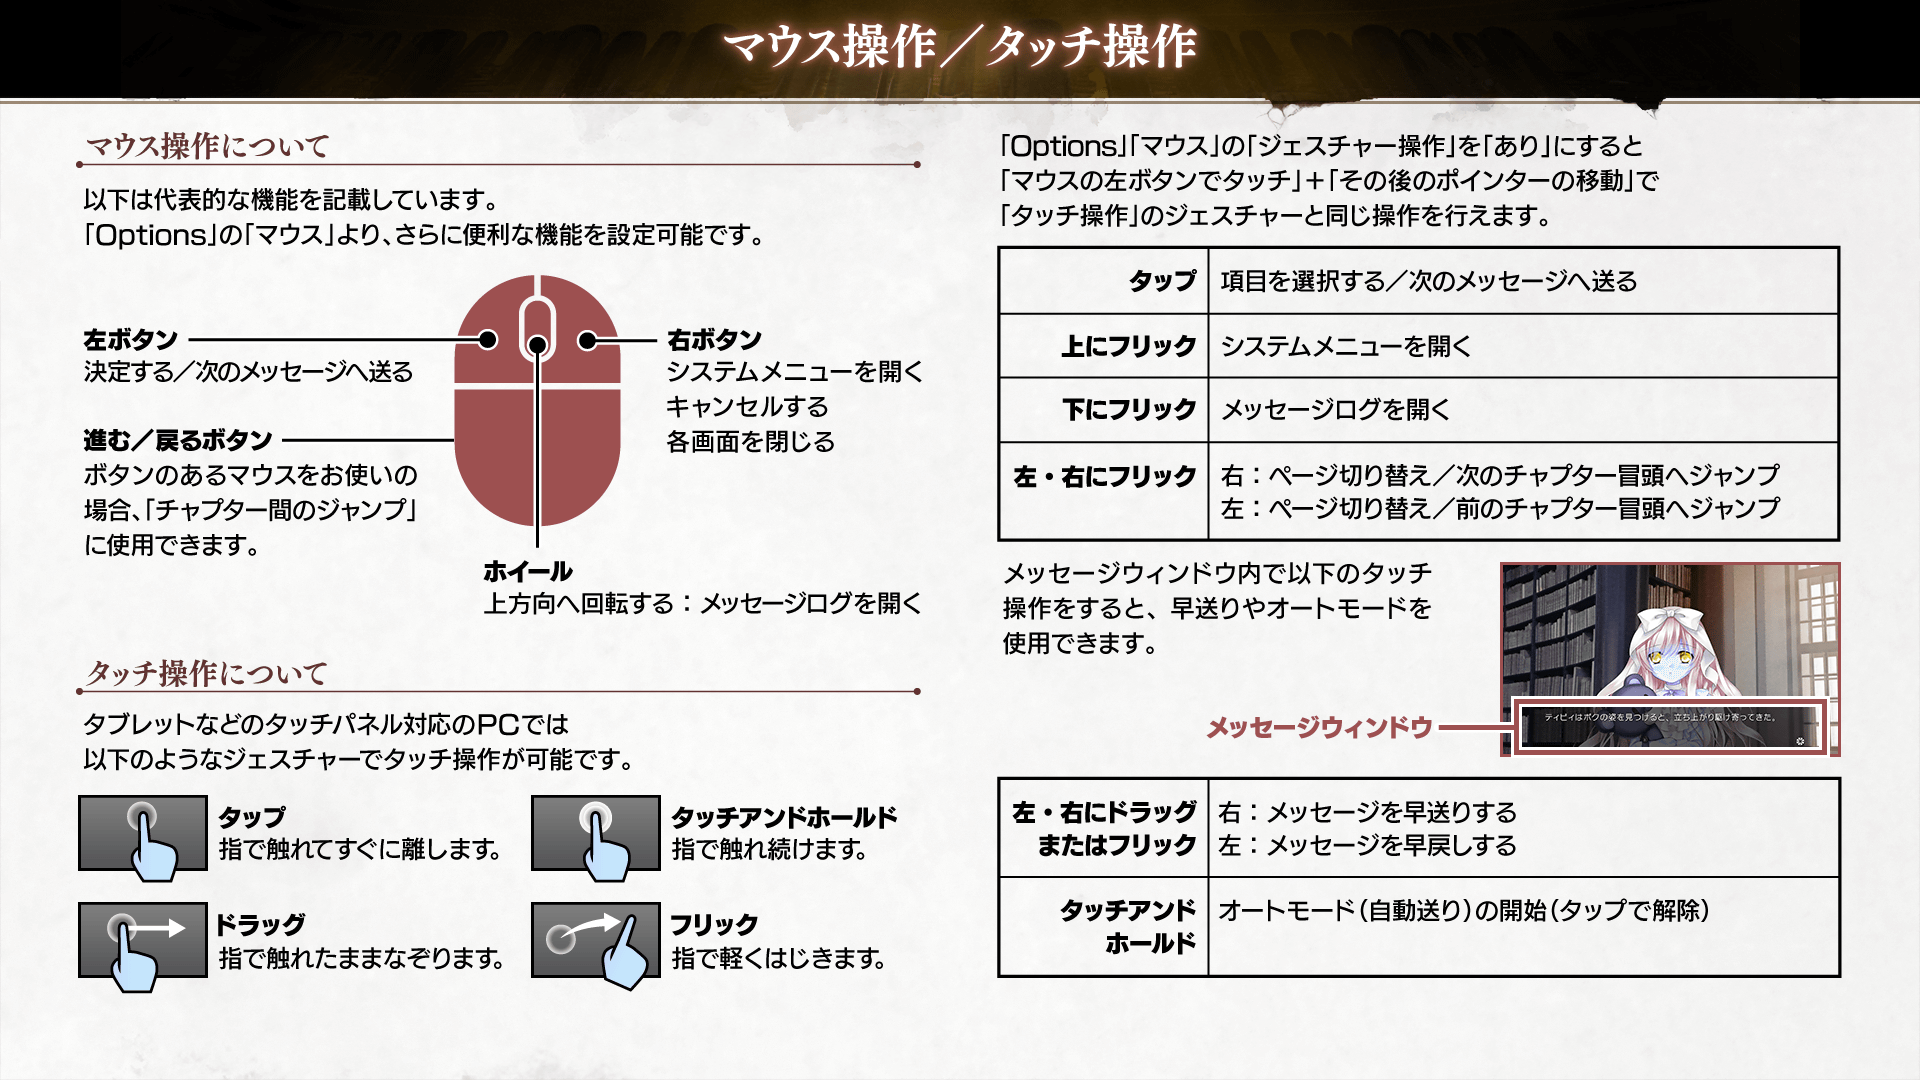 マウス操作／タッチ操作
マウス操作について
以下は代表的な機能を記載しています。
「Options」の「マウス」より、さらに便利な機能を設定可能です。
左ボタン
決定する／次のメッセージへ送る
進む／戻るボタン
ボタンのあるマウスをお使いの
場合、「チャプター間のジャンプ」
に使用できます。
右ボタン
システムメニューを開く
キャンセルする
各画面を閉じる
ホイール
上方向へ回転する：メッセージログを開く
タッチ操作について
タブレットなどのタッチパネル対応のPCでは
以下のようなジェスチャーでタッチ操作が可能です。
タップ
指で触れてすぐに離します。
タッチアンドホールド
指で触れ続けます。
ドラッグ
指で触れたままなぞります。
フリック
指で軽くはじきます。
「Options」「マウス」の「ジェスチャー操作」を「あり」にすると
「マウスの左ボタンでタッチ」＋「その後のポインターの移動」で
「タッチ操作」のジェスチャーと同じ操作を行えます。
タップ 項目を選択する／次のメッセージへ送る
上にフリック システムメニューを開く
下にフリック メッセージログを開く
左・右にフリック 右：ページ切り替え／次のチャプター冒頭へジャンプ
左：ページ切り替え／前のチャプター冒頭へジャンプ
メッセージウィンドウ内で以下のタッチ
操作をすると、早送りやオートモードを
使用できます。
ティピィはボクの姿を見つけると、立ち上がり駆け寄ってきた。
メッセージウィンドウ
左・右にドラッグ 右：メッセージを早送りする
またはフリック 左：メッセージを早戻しする
タッチアンド オートモード（自動送り）の開始（タップで解除）
ホールド